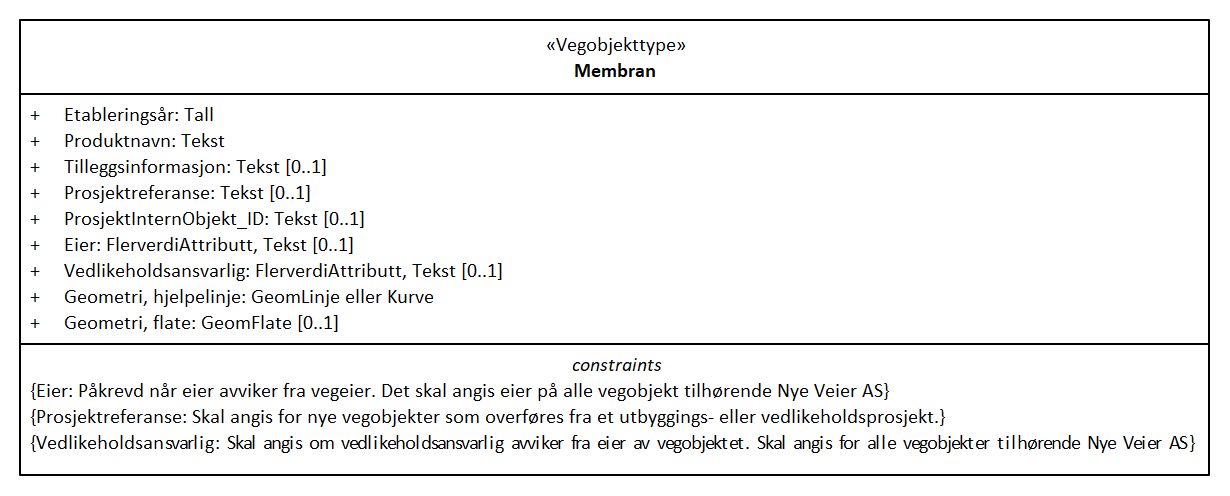 «Vegobjekttype»
Membran
+ Etableringsår: Tall
+ Produktnavn: Tekst
+ Tilleggsinformasjon: Tekst [0..1]
+ Prosjektreferanse: Tekst [0..1]
+ ProsjektInternObjekt_ID: Tekst [0..1]
+ Eier: FlerverdiAttributt, Tekst [0..1]
+ Vedlikeholdsansvarlig: FlerverdiAttributt, Tekst [0..1]
+ Geometri, hjelpelinje: GeomLinje eller Kurve
+ Geometri, flate: GeomFlate [0..1]
constraints
{Eier: Påkrevd når eier avviker fra vegeier. Det skal angis eier på alle vegobjekt tilhørende Nye Veier AS}
{Prosjektreferanse: Skal angis for nye vegobjekter som overføres fra et utbyggings- eller vedlikeholdsprosjekt.}
{Vedlikeholdsansvarlig: Skal angis om vedlikeholdsansvarlig avviker fra eier av vegobjektet. Skal angis for alle vegobjekter tilhørende Nye Veier AS}